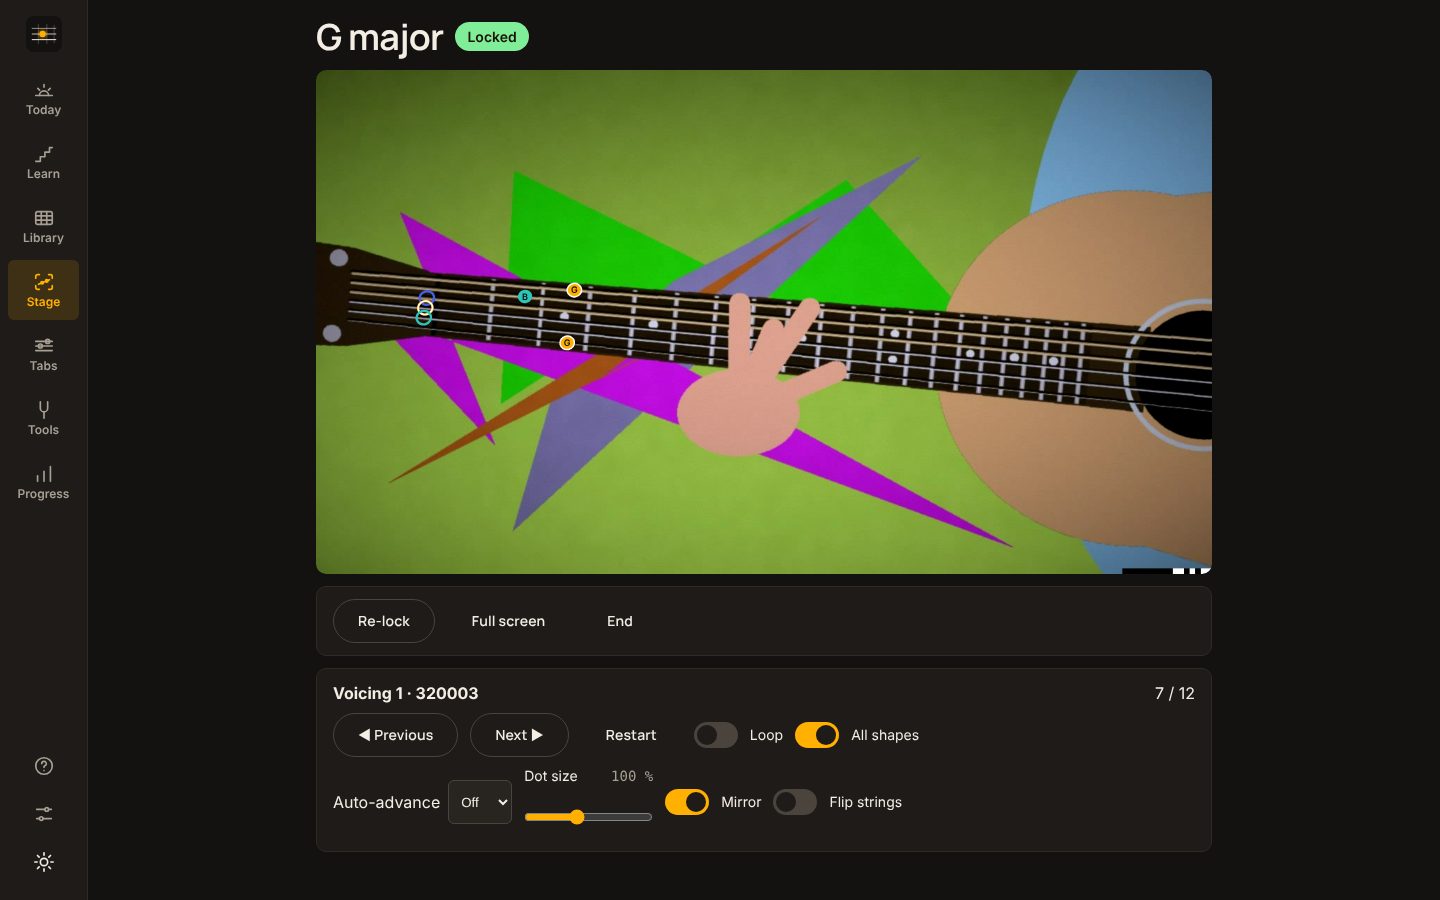 G major
Locked
Today
Learn
Library
Stage
Tabs
Tools
Progress
G
B
G
Re-lock
Full screen
End
Voicing 1 · 320003
7 / 12
◀ Previous
Next ▶
Restart
Loop
All shapes
Dot size
100 %
Auto-advance
Off
Mirror
Flip strings